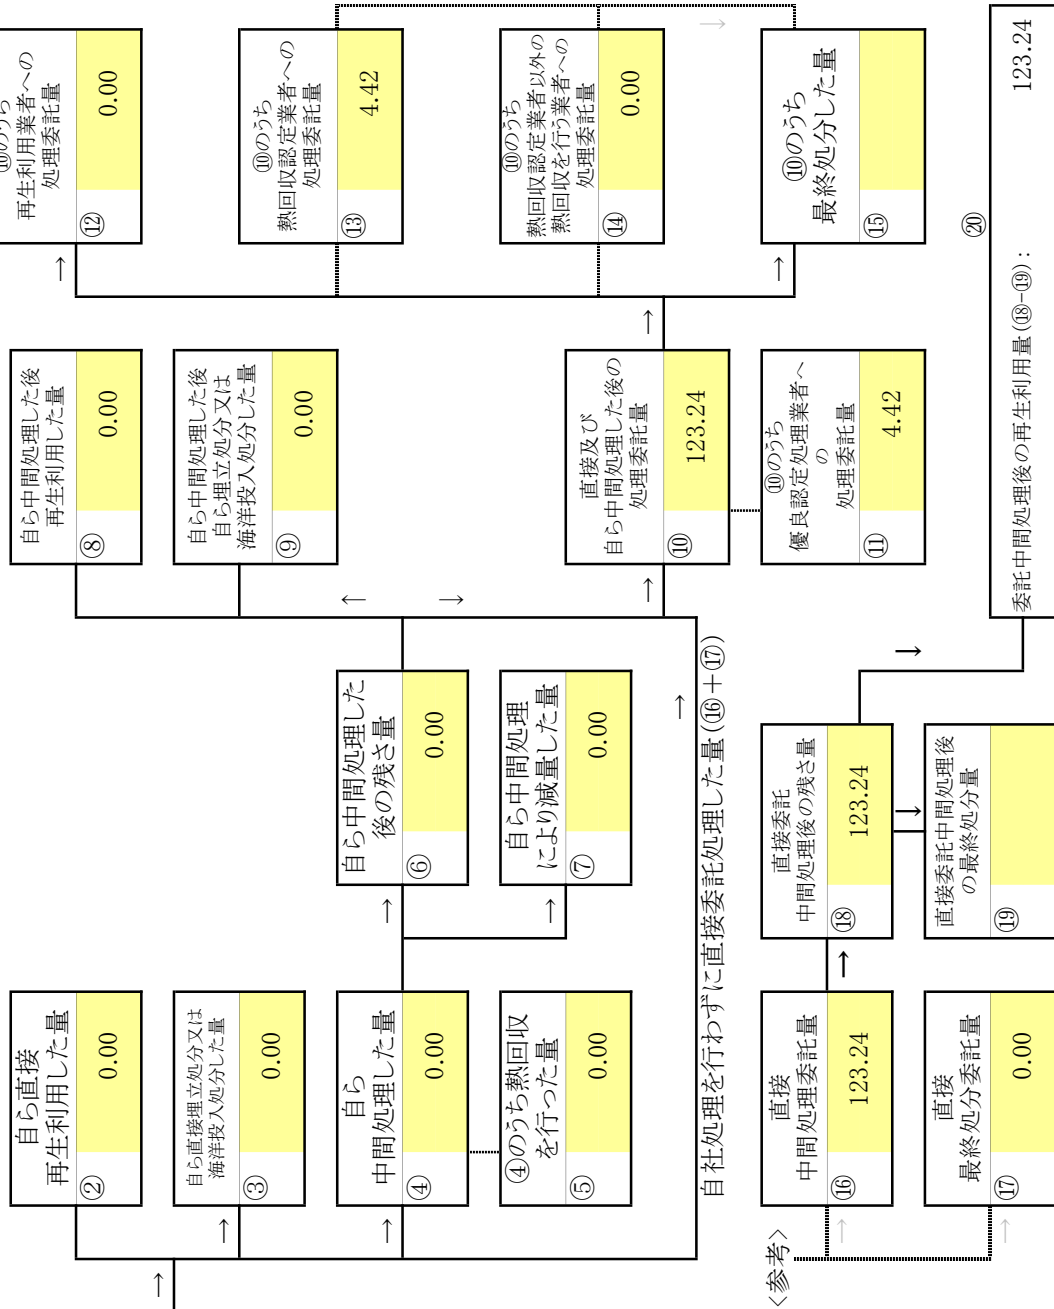 自ら直接
再生利用した量
②
0.00
自ら直接埋立処分又は
海洋投入処分した量
③
0.00
自ら
中間処理した量
④
0.00
④のうち熱回収
を行った量
⑤
0.00
自ら中間処理した
後の残さ量
⑥
0.00
自ら中間処理
により減量した量
⑦
0.00
自ら中間処理した後
再生利用した量
⑧
0.00
自ら中間処理した後
自ら埋立処分又は
海洋投入処分した量
⑨
0.00
直接及び
自ら中間処理した後の
処理委託量
⑩
123.24
⑩のうち
優良認定処理業者へ
の
処理委託量
⑪
4.42
⑩のうち
再生利用業者への
処理委託量
⑫
0.00
⑩のうち
熱回収認定業者への
処理委託量
⑬
4.42
⑩のうち
熱回収認定業者以外の
熱回収を行う業者への
処理委託量
⑭
0.00
⑩のうち
最終処分した量
⑮
自社処理を行わずに直接委託処理した量(⑯+⑰)
<参考>
直接
中間処理委託量
⑯
123.24
直接
最終処分委託量
⑰
0.00
直接委託
中間処理後の残さ量
⑱
123.24
直接委託中間処理後
の最終処分量
⑲
⑳
委託中間処理後の再生利用量(⑱-⑲): 123.24